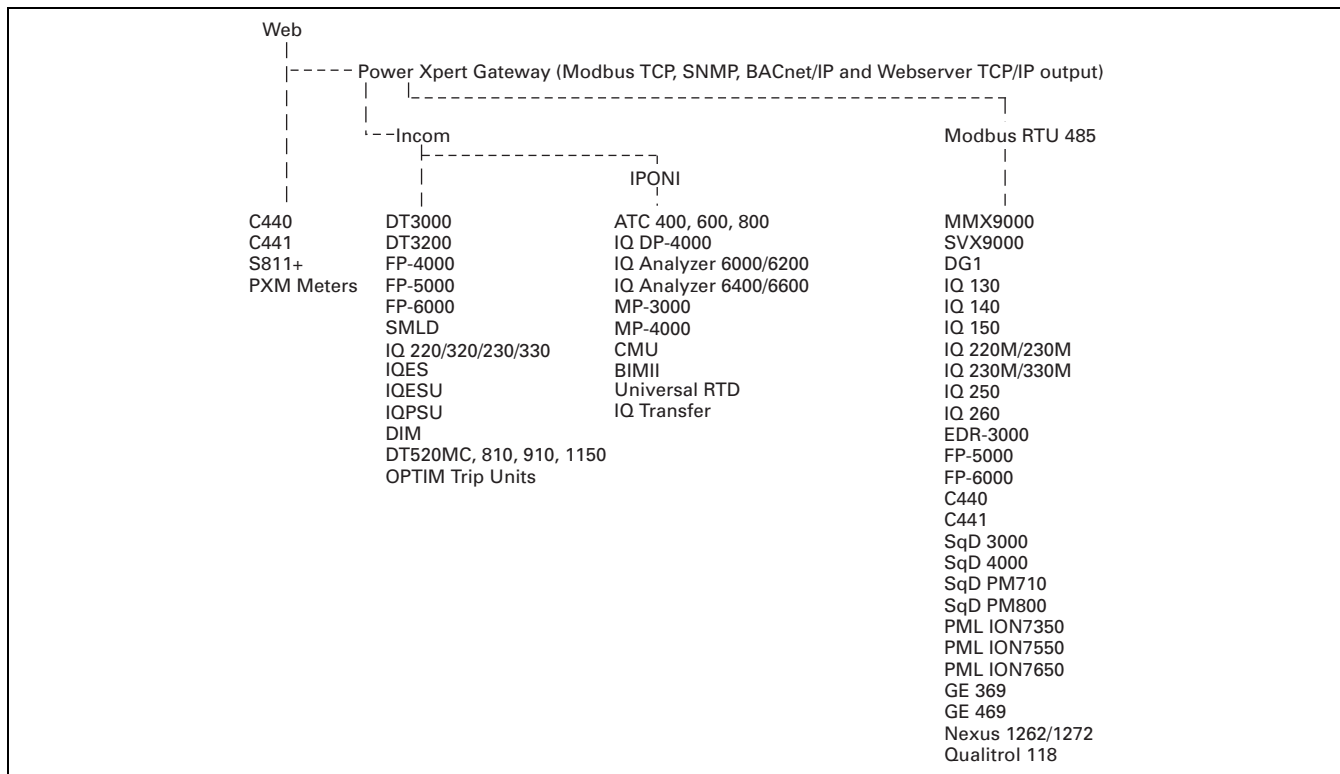 Web
Power Xpert Gateway (Modbus TCP, SNMP, BACnet/IP and Webserver TCP/IP output)
Incom
Modbus RTU 485
IPONI
C440
C441
S811+
PXM Meters
DT3000
DT3200
FP-4000
FP-5000
FP-6000
SMLD
IQ 220/320/230/330
IQES
IQESU
IQPSU
DIM
DT520MC, 810, 910, 1150
OPTIM Trip Units
ATC 400, 600, 800
IQ DP-4000
IQ Analyzer 6000/6200
IQ Analyzer 6400/6600
MP-3000
MP-4000
CMU
BIMII
Universal RTD
IQ Transfer
MMX9000
SVX9000
DG1
IQ 130
IQ 140
IQ 150
IQ 220M/230M
IQ 230M/330M
IQ 250
IQ 260
EDR-3000
FP-5000
FP-6000
C440
C441
SqD 3000
SqD 4000
SqD PM710
SqD PM800
PML ION7350
PML ION7550
PML ION7650
GE 369
GE 469
Nexus 1262/1272
Qualitrol 118